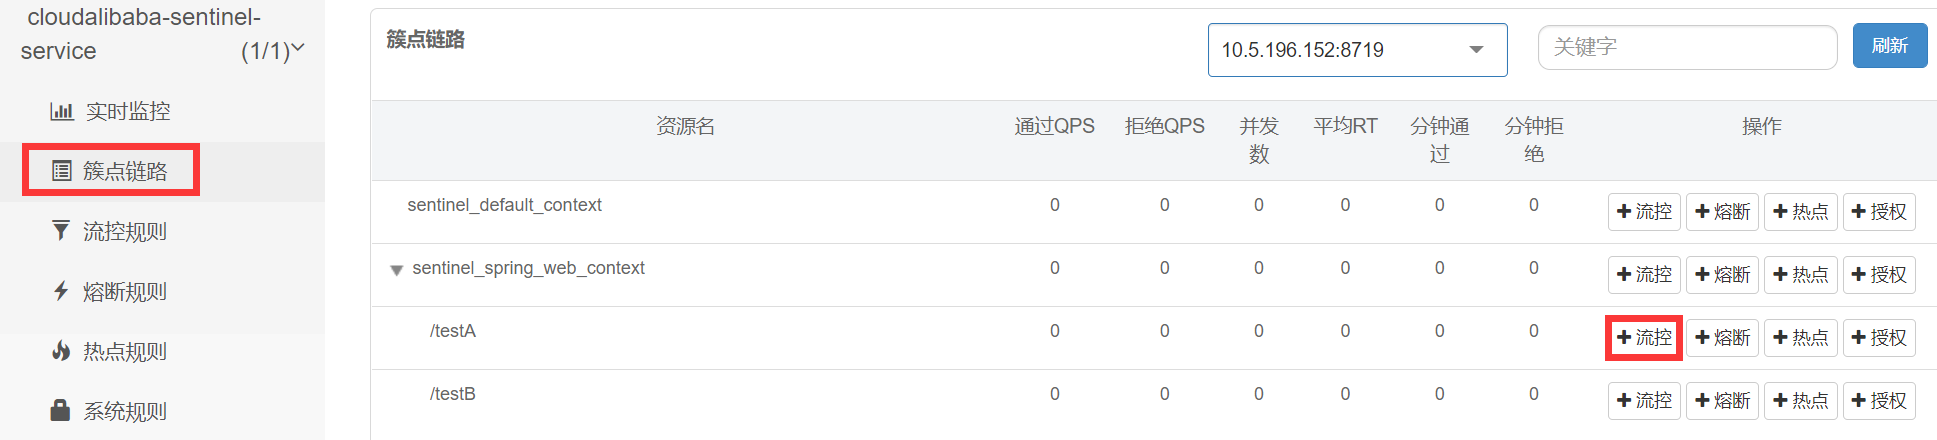 cloudalibaba-sentinel-
service (1/1)
实时监控
簇点链路
流控规则
熔断规则
热点规则
系统规则
簇点链路 10.5.196.152:8719 关键字 刷新
资源名 通过QPS 拒绝QPS 并发 平均RT 分钟通 分钟拒 操作
数 过 绝
sentinel_default_context 0 0 0 0 0 0 流控 熔断 热点 授权
sentinel_spring_web_context 0 0 0 0 0 0 流控 熔断 热点 授权
/testA 0 0 0 0 0 0 流控 熔断 热点 授权
/testB 0 0 0 0 0 0 流控 熔断 热点 授权